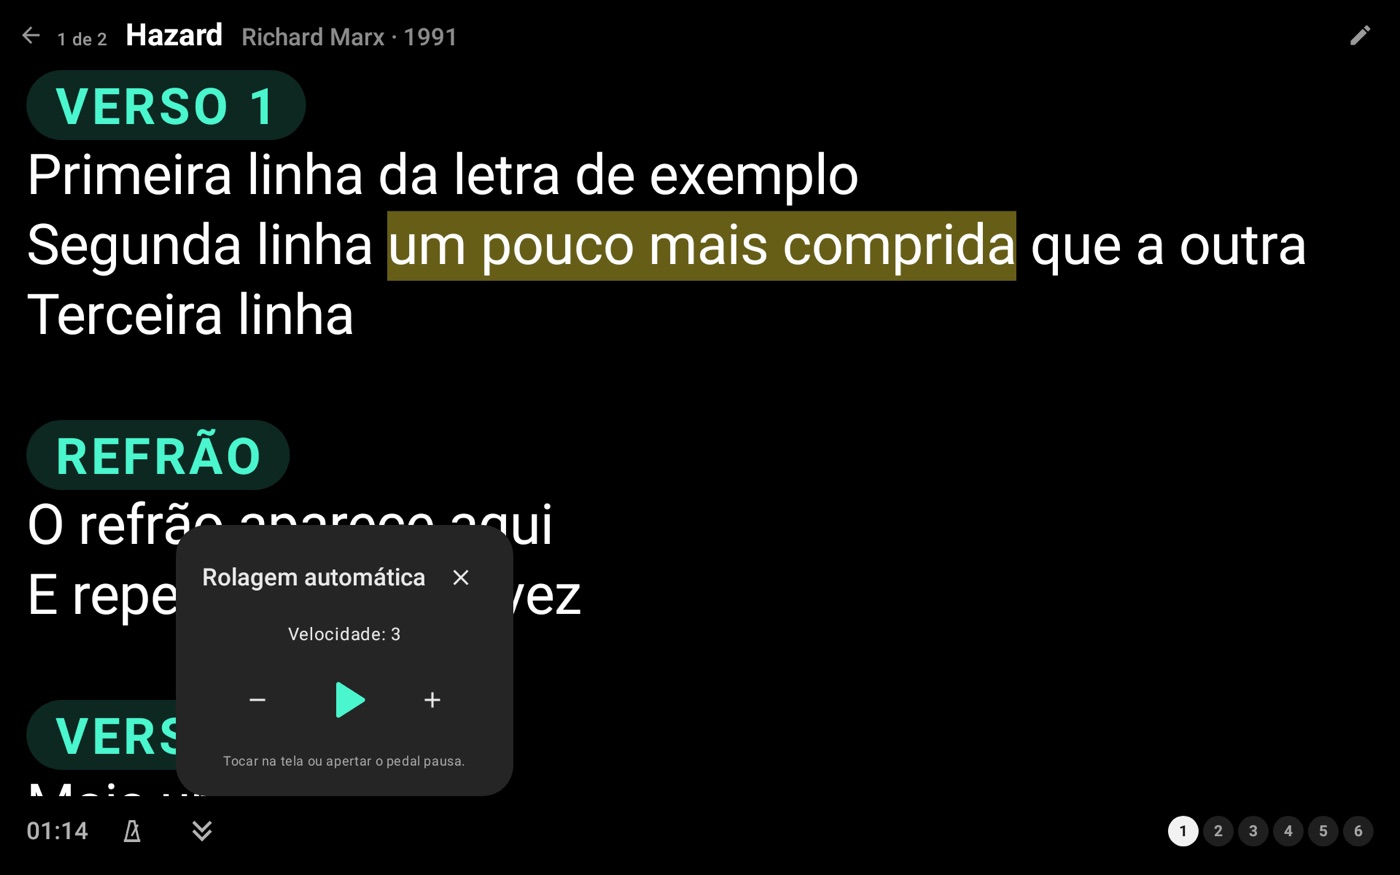 1 de 2 Hazard Richard Marx · 1991
VERSO 1
Primeira linha da letra de exemplo
Segunda linha um pouco mais comprida que a outra
Terceira linha
REFRÃO
O refrão aparece aqui
E repe vez
Rolagem automática
Velocidade: 3
Tocar na tela ou apertar o pedal pausa.
VERS
01:14 1 2 3 4 5 6